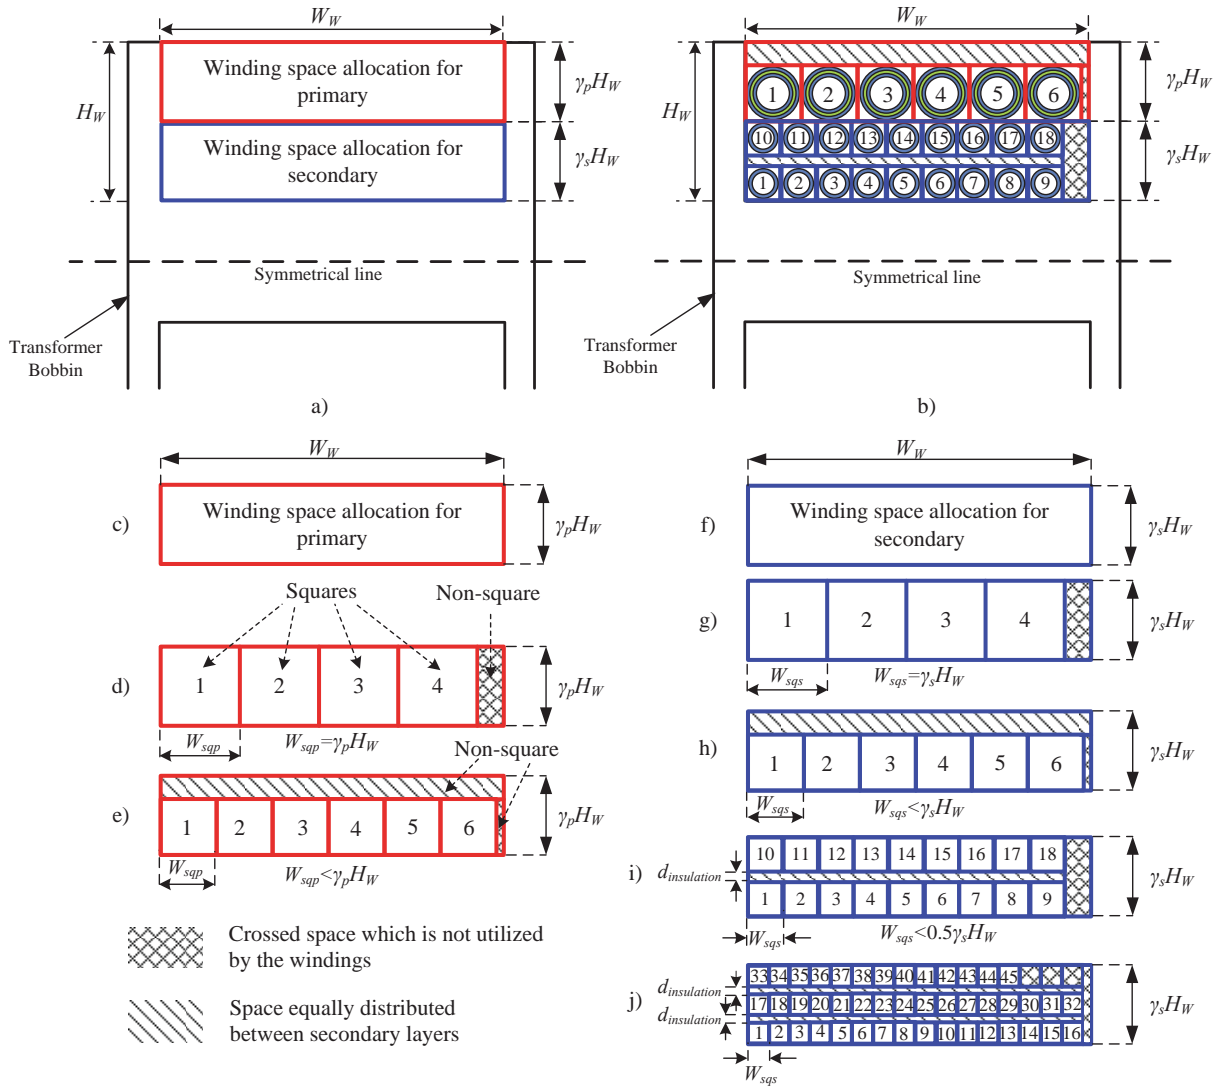 W_W
H_W
Winding space allocation for
primary
Winding space allocation for
secondary
γ_pH_W
γ_sH_W
Symmetrical line
Transformer
Bobbin
a)
W_W
H_W
1 2 3 4 5 6
10 11 12 13 14 15 16 17 18
1 2 3 4 5 6 7 8 9
γ_pH_W
γ_sH_W
Symmetrical line
Transformer
Bobbin
b)
W_W
c)
Winding space allocation for
primary
γ_pH_W
Squares
Non-square
d)
1 2 3 4
γ_pH_W
W_sqp
W_sqp=γ_pH_W
Non-square
e)
1 2 3 4 5 6
γ_pH_W
W_sqp
W_sqp<γ_pH_W
Crossed space which is not utilized
by the windings
Space equally distributed
between secondary layers
W_W
f)
Winding space allocation for
secondary
γ_sH_W
g)
1 2 3 4
γ_sH_W
W_sqs
W_sqs=γ_sH_W
h)
1 2 3 4 5 6
γ_sH_W
W_sqs
W_sqs<γ_sH_W
i)
d_insulation
10 11 12 13 14 15 16 17 18
1 2 3 4 5 6 7 8 9
γ_sH_W
W_sqs
W_sqs<0.5γ_sH_W
j)
d_insulation
d_insulation
33 34 35 36 37 38 39 40 41 42 43 44 45
17 18 19 20 21 22 23 24 25 26 27 28 29 30 31 32
1 2 3 4 5 6 7 8 9 10 11 12 13 14 15 16
γ_sH_W
W_sqs